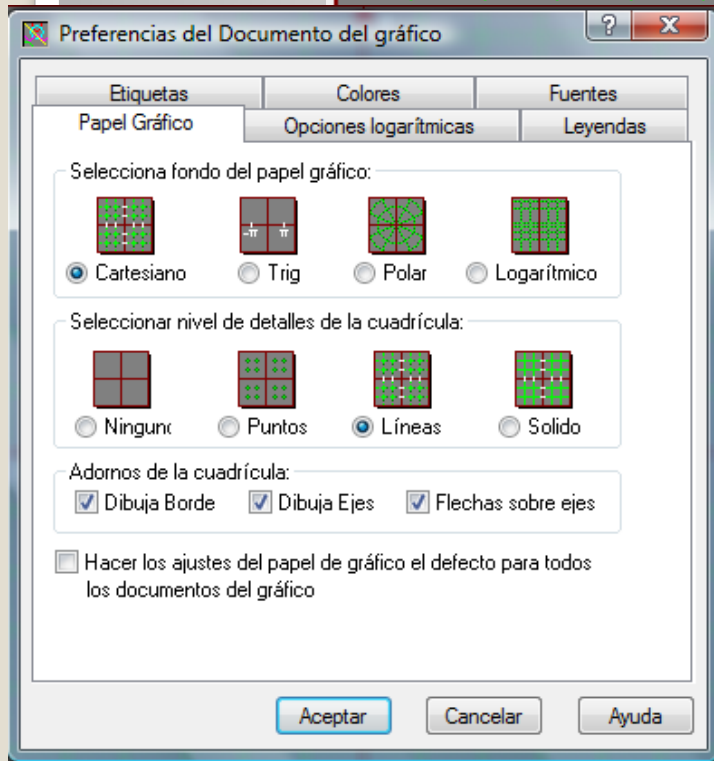 Preferencias del Documento del gráfico
Etiquetas Colores Fuentes
Papel Gráfico Opciones logarítmicas Leyendas
Selecciona fondo del papel gráfico:
-π π
Cartesiano Trig Polar Logarítmico
Seleccionar nivel de detalles de la cuadrícula:
Ninguno Puntos Líneas Solido
Adornos de la cuadrícula:
Dibuja Borde Dibuja Ejes Flechas sobre ejes
Hacer los ajustes del papel de gráfico el defecto para todos
los documentos del gráfico
Aceptar Cancelar Ayuda